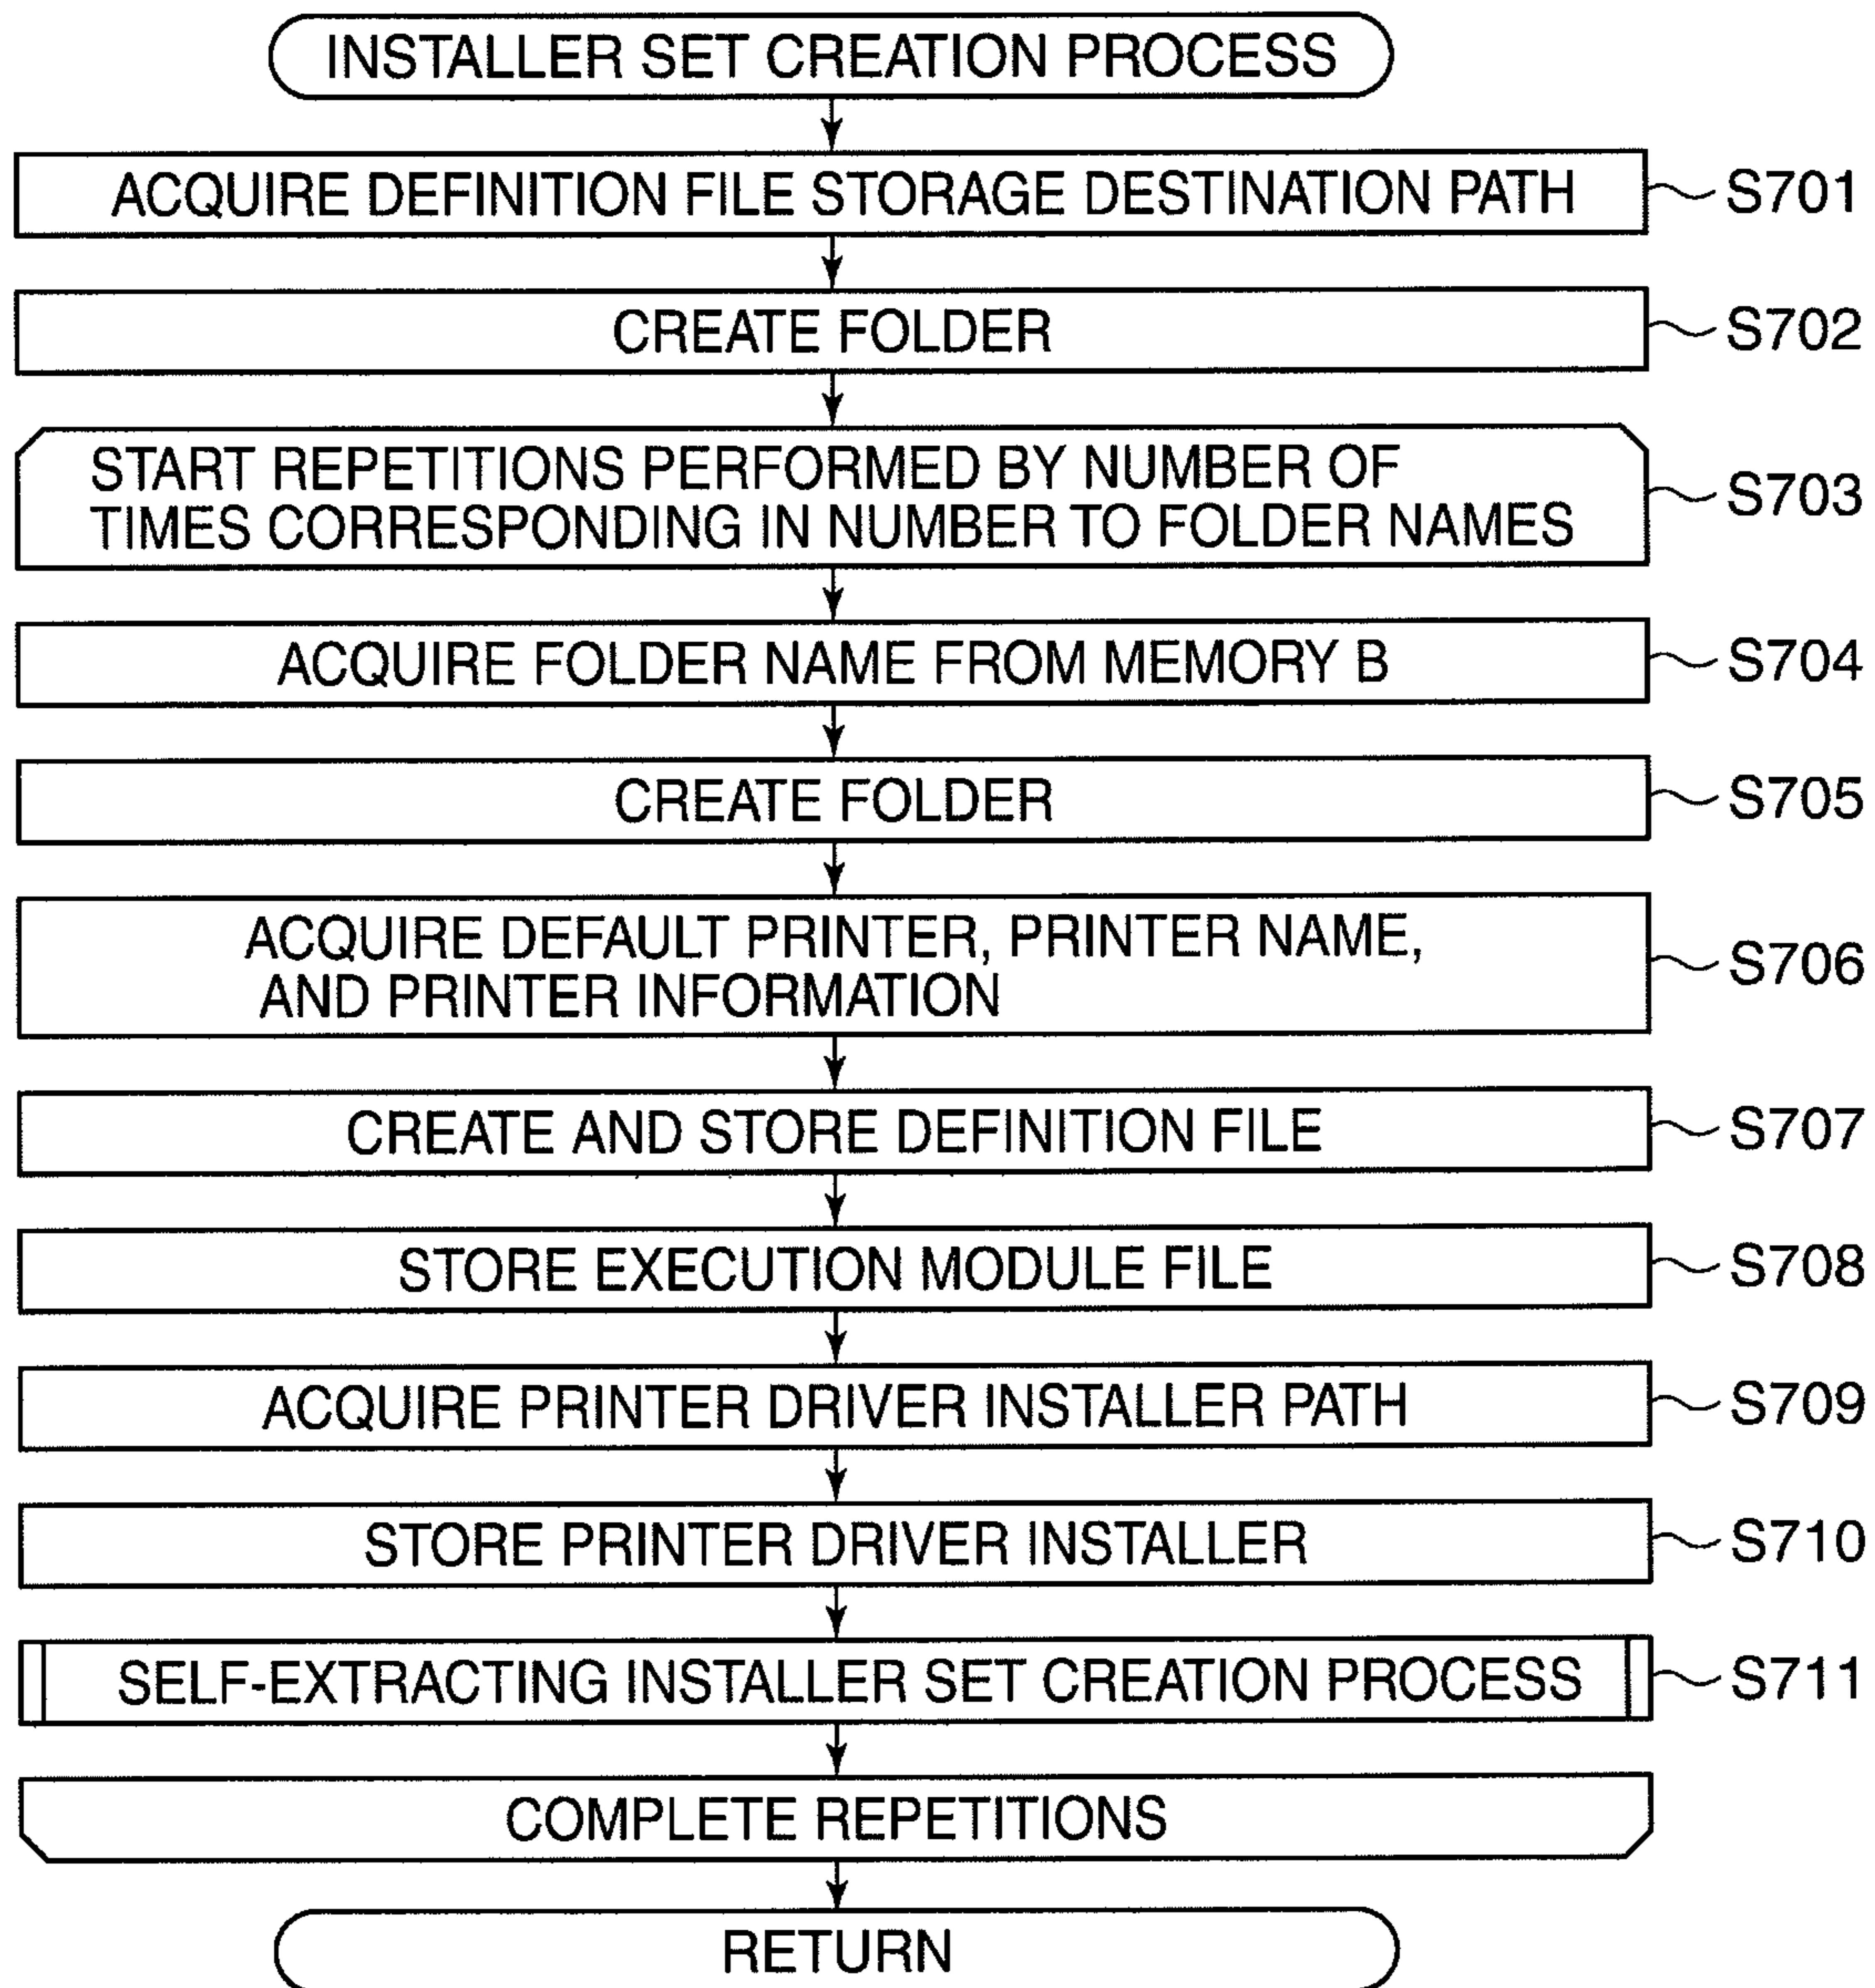 INSTALLER SET CREATION PROCESS
ACQUIRE DEFINITION FILE STORAGE DESTINATION PATH
S701
CREATE FOLDER
S702
START REPETITIONS PERFORMED BY NUMBER OF
TIMES CORRESPONDING IN NUMBER TO FOLDER NAMES
S703
ACQUIRE FOLDER NAME FROM MEMORY B
S704
CREATE FOLDER
S705
ACQUIRE DEFAULT PRINTER, PRINTER NAME,
AND PRINTER INFORMATION
S706
CREATE AND STORE DEFINITION FILE
S707
STORE EXECUTION MODULE FILE
S708
ACQUIRE PRINTER DRIVER INSTALLER PATH
S709
STORE PRINTER DRIVER INSTALLER
S710
SELF-EXTRACTING INSTALLER SET CREATION PROCESS
S711
COMPLETE REPETITIONS
RETURN